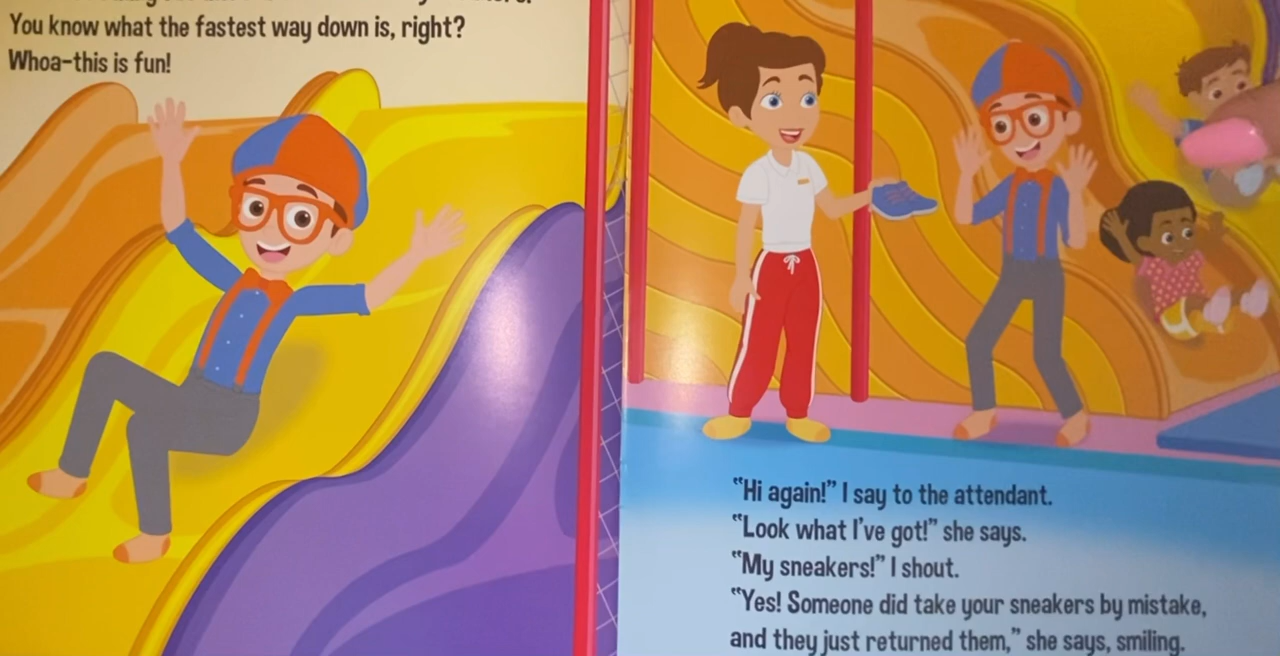 You know what the fastest way down is, right?
Whoa-this is fun!
"Hi again!" I say to the attendant.
"Look what I've got!" she says.
"My sneakers!" I shout.
"Yes! Someone did take your sneakers by mistake,
and they just returned them," she says, smiling.